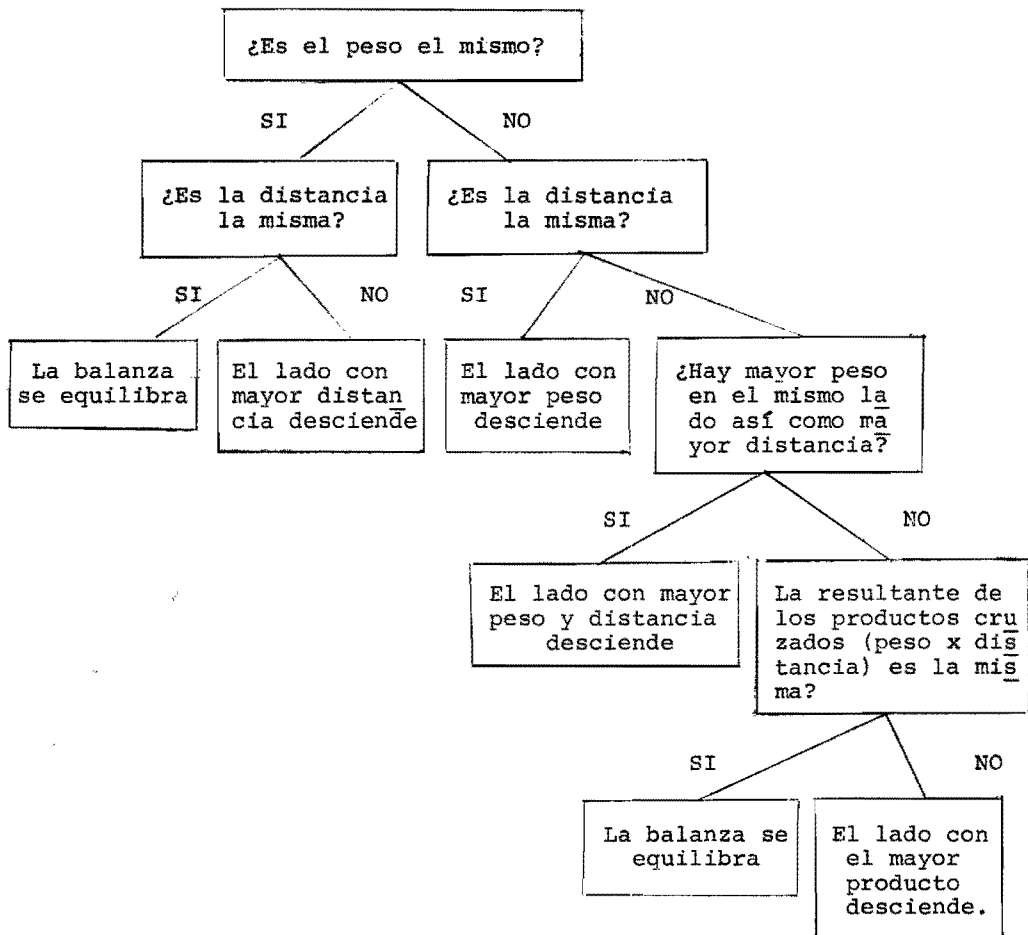 ¿Es el peso el mismo?
SI
NO
¿Es la distancia
la misma?
¿Es la distancia
la misma?
SI
NO
SI
NO
La balanza
se equilibra
El lado con
mayor distan
cia desciende
El lado con
mayor peso
desciende
¿Hay mayor peso
en el mismo la
do así como ma
yor distancia?
SI
NO
El lado con mayor
peso y distancia
desciende
La resultante de
los productos cru
zados (peso x dis
tancia) es la mis
ma?
SI
NO
La balanza se
equilibra
El lado con
el mayor
producto
desciende.